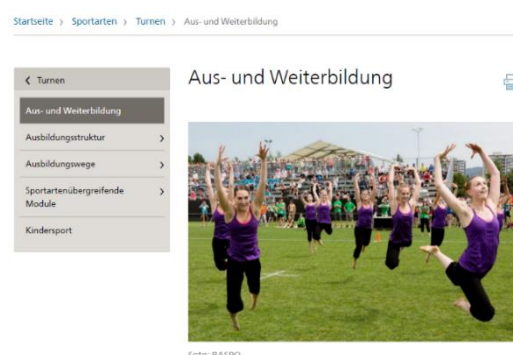 Startseite > Sportarten > Turnen > Aus- und Weiterbildung
Turnen
Aus- und Weiterbildung
Ausbildungsstruktur
Ausbildungswege
Sportartenübergreifende
Module
Kindersport
Aus- und Weiterbildung
Foto: BASPO